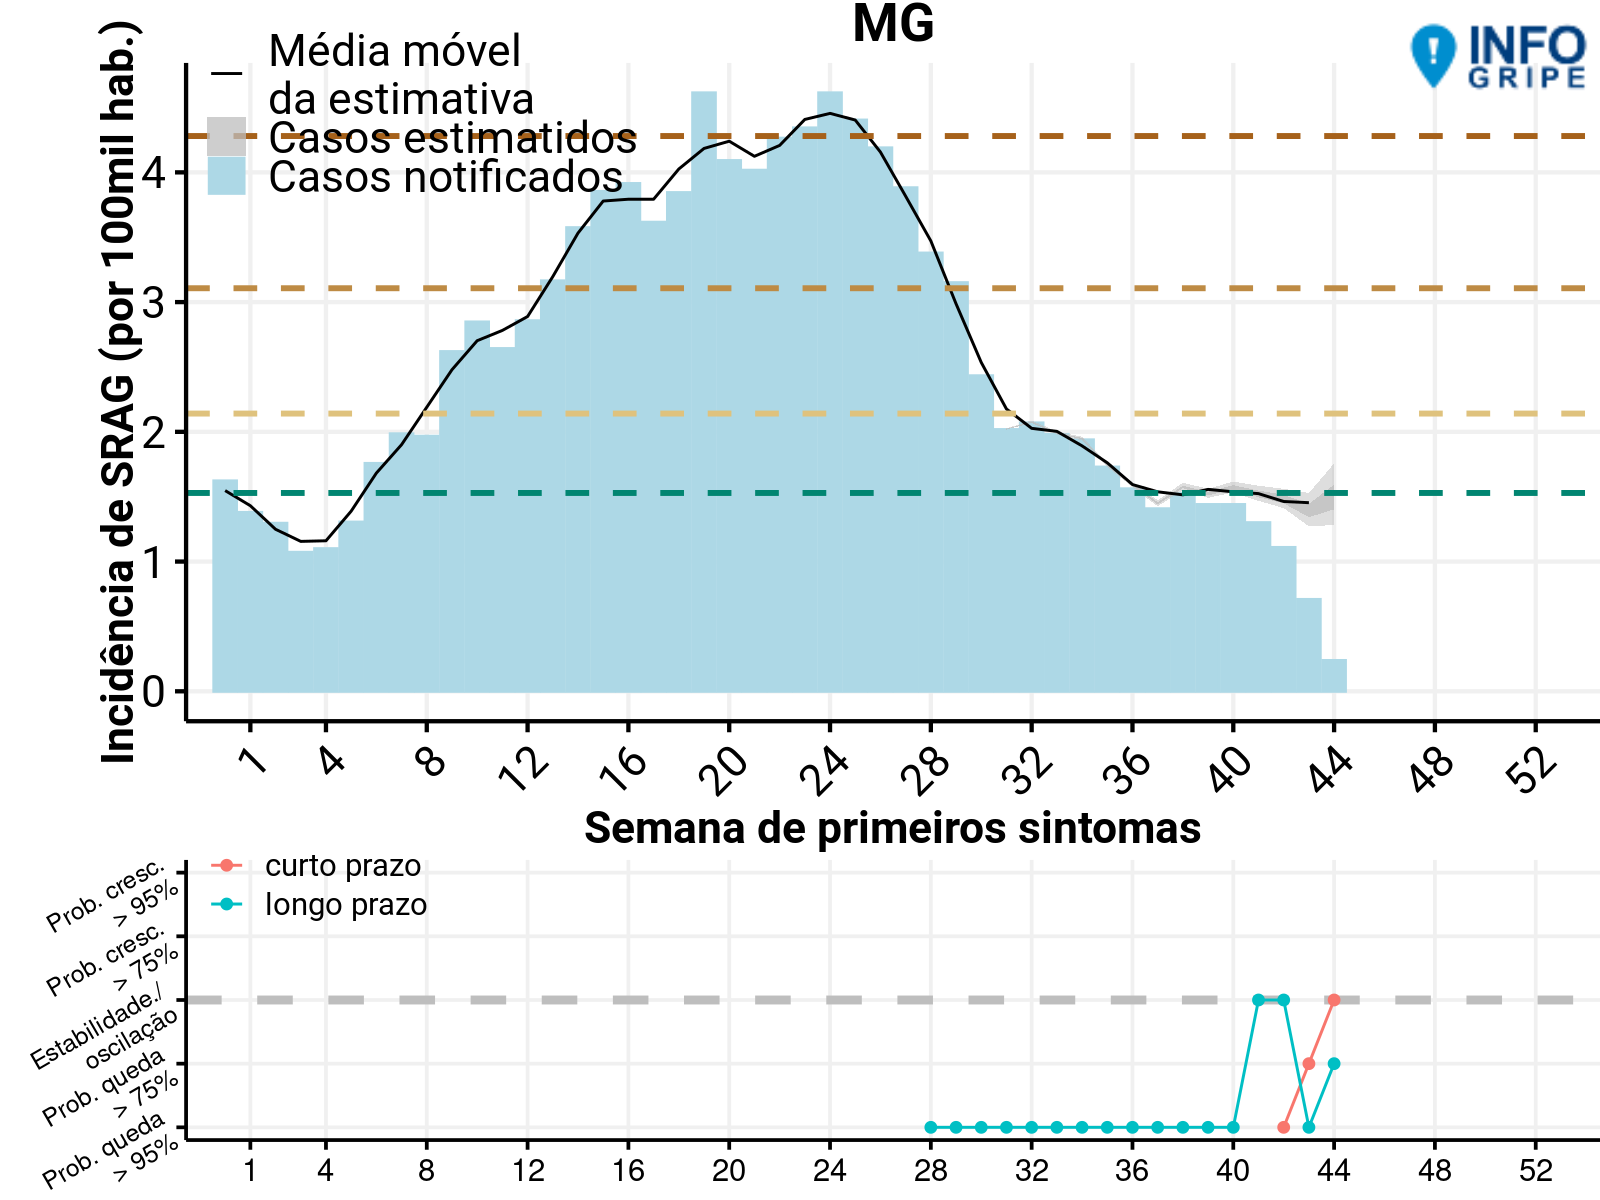 MG
INFO
GRIPE
Média móvel
da estimativa
Casos estimatidos
Casos notificados
Incidência de SRAG (por 100mil hab.)
4
3
2
1
0
1 4 8 12 16 20 24 28 32 36 40 44 48 52
Semana de primeiros sintomas
curto prazo
longo prazo
Prob. cresc.
> 95%
Prob. cresc.
> 75%
Estabilidade./
oscilação
Prob. queda
> 75%
Prob. queda
> 95%
1 4 8 12 16 20 24 28 32 36 40 44 48 52